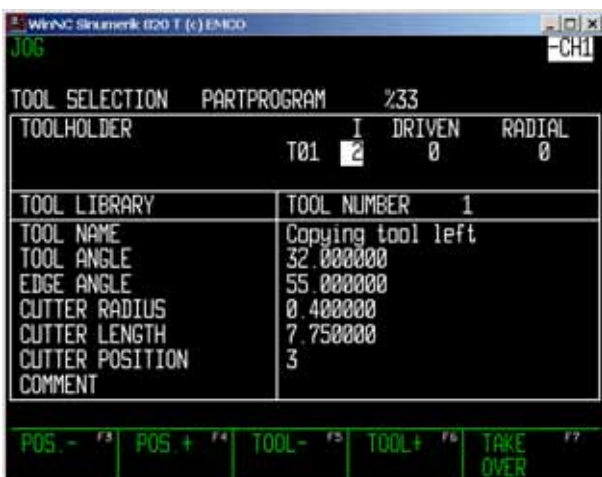 WinNC Sinumerik 820 T (c) EMCO
JOG
-CH1
TOOL SELECTION PARTPROGRAM %33
TOOLHOLDER I DRIVEN RADIAL
T01 2 0 0
TOOL LIBRARY TOOL NUMBER 1
TOOL NAME Copying tool left
TOOL ANGLE 32.000000
EDGE ANGLE 55.000000
CUTTER RADIUS 0.400000
CUTTER LENGTH 7.750000
CUTTER POSITION 3
COMMENT
POS.- F3 POS.+ F4 TOOL- F5 TOOL+ F6 TAKE F7
OVER